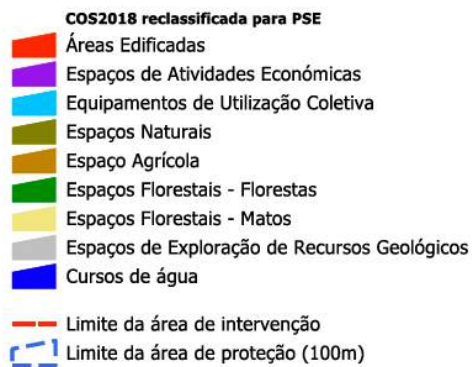 COS2018 reclassificada para PSE
Áreas Edificadas
Espaços de Atividades Económicas
Equipamentos de Utilização Coletiva
Espaços Naturais
Espaço Agrícola
Espaços Florestais - Florestas
Espaços Florestais - Matos
Espaços de Exploração de Recursos Geológicos
Cursos de água
Limite da área de intervenção
Limite da área de proteção (100m)